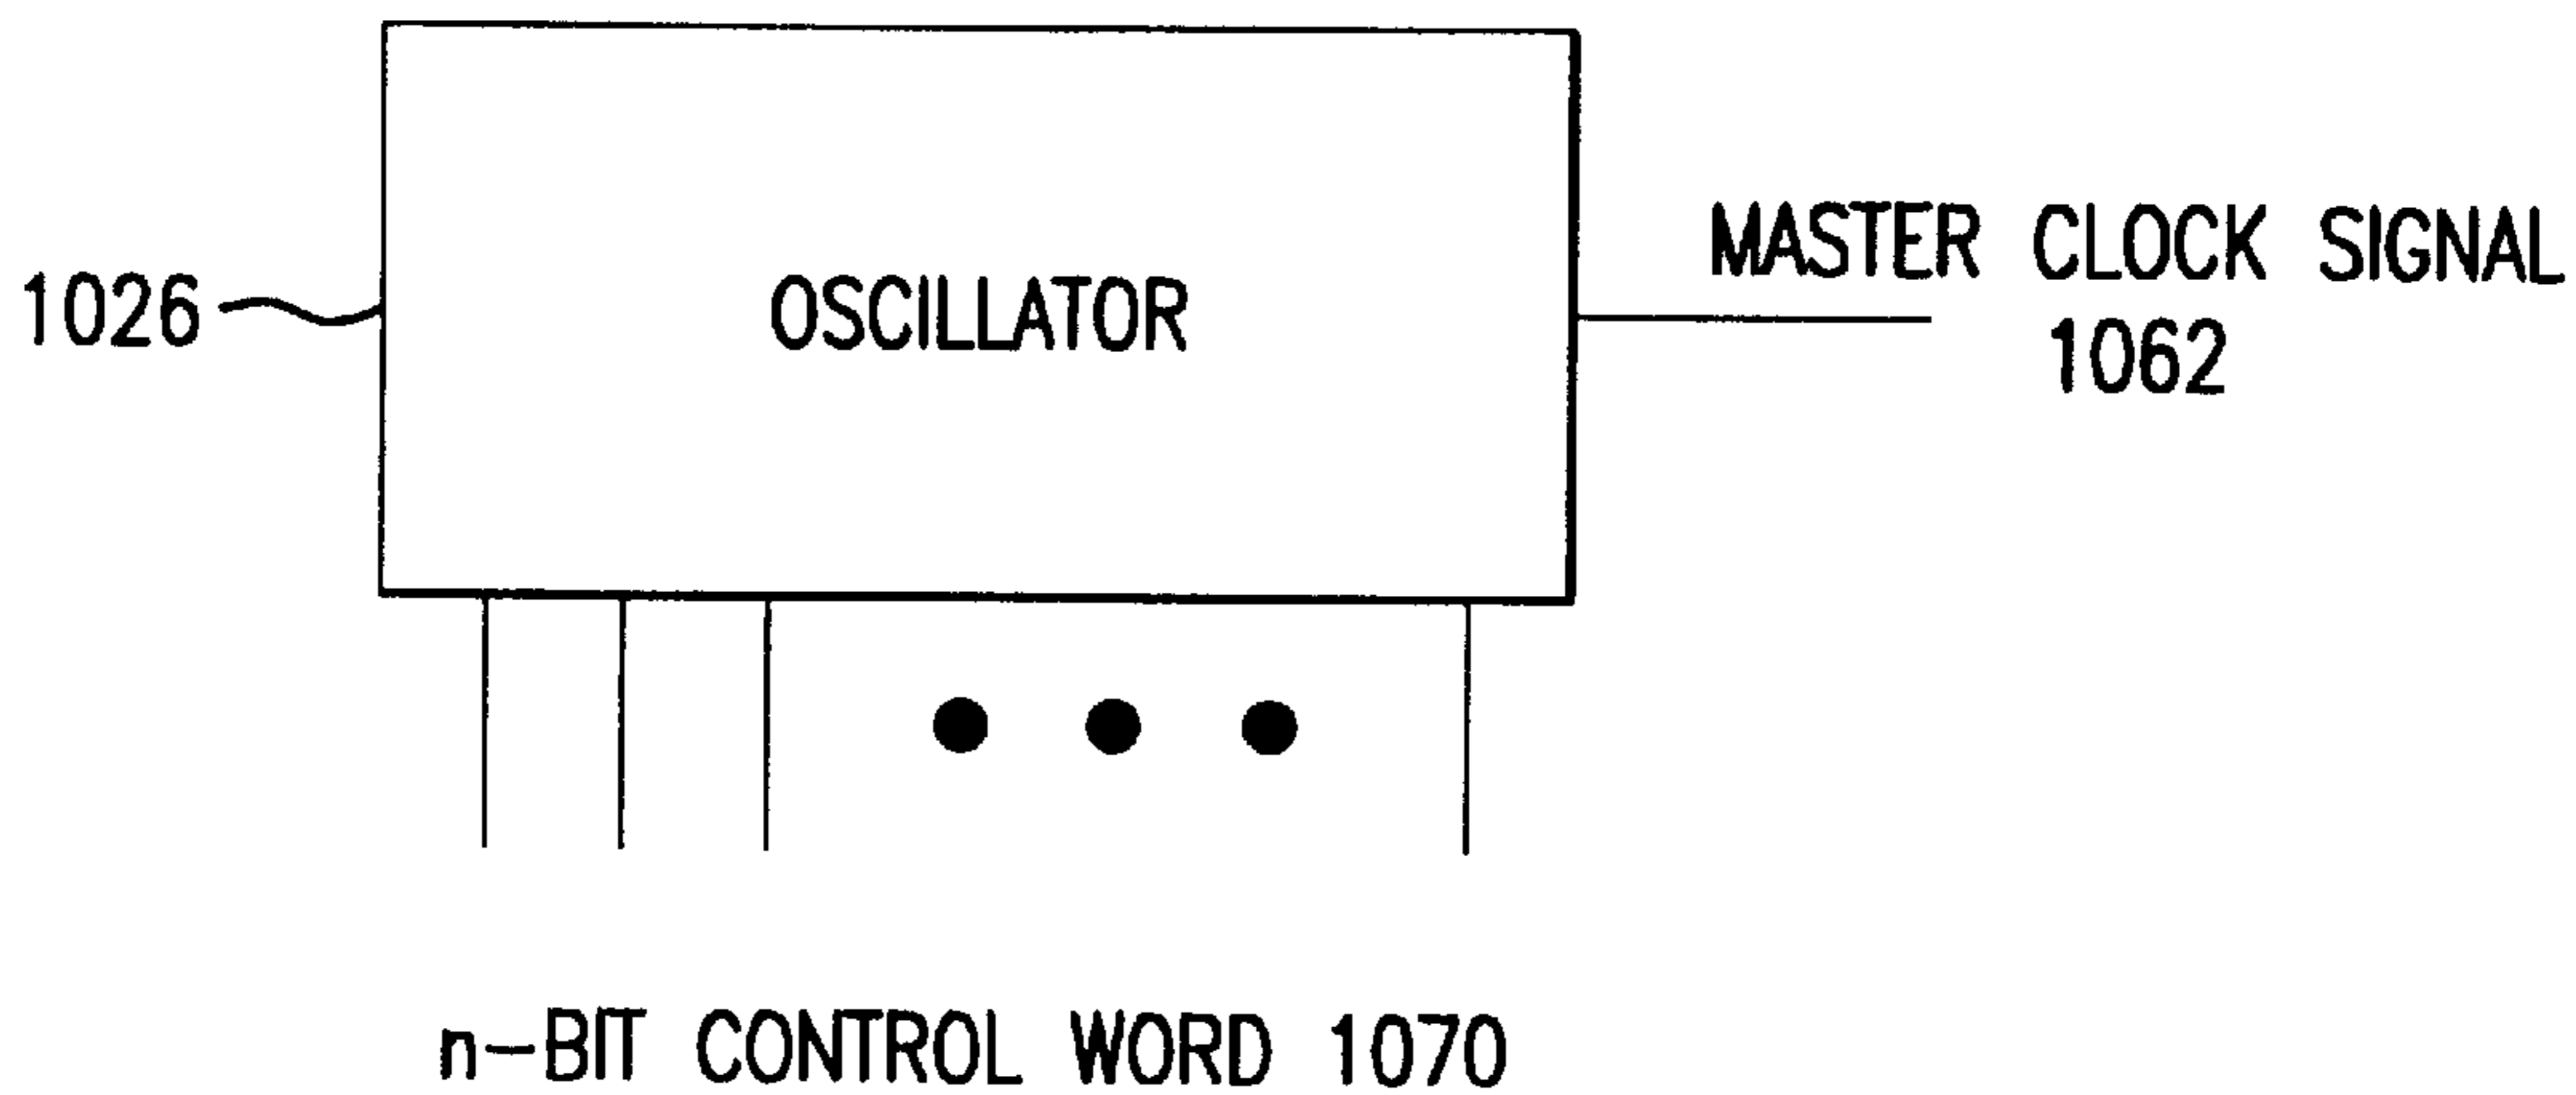 MASTER CLOCK SIGNAL
1026
OSCILLATOR
1062
n-BIT CONTROL WORD 1070